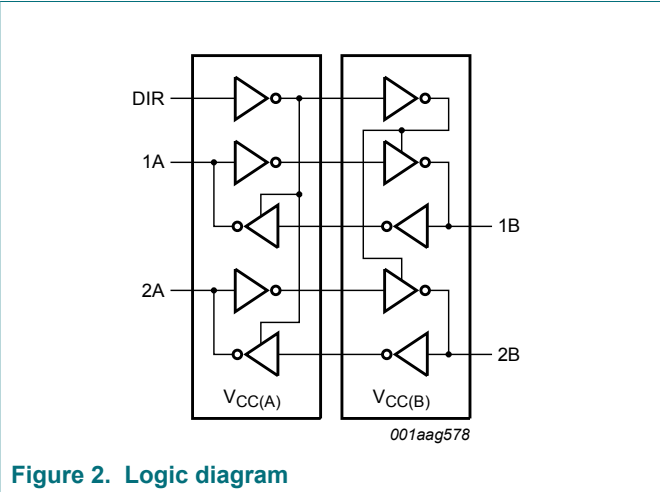 DIR
1A
1B
2A
2B
VCC(A)
VCC(B)
001aag578
Figure 2. Logic diagram